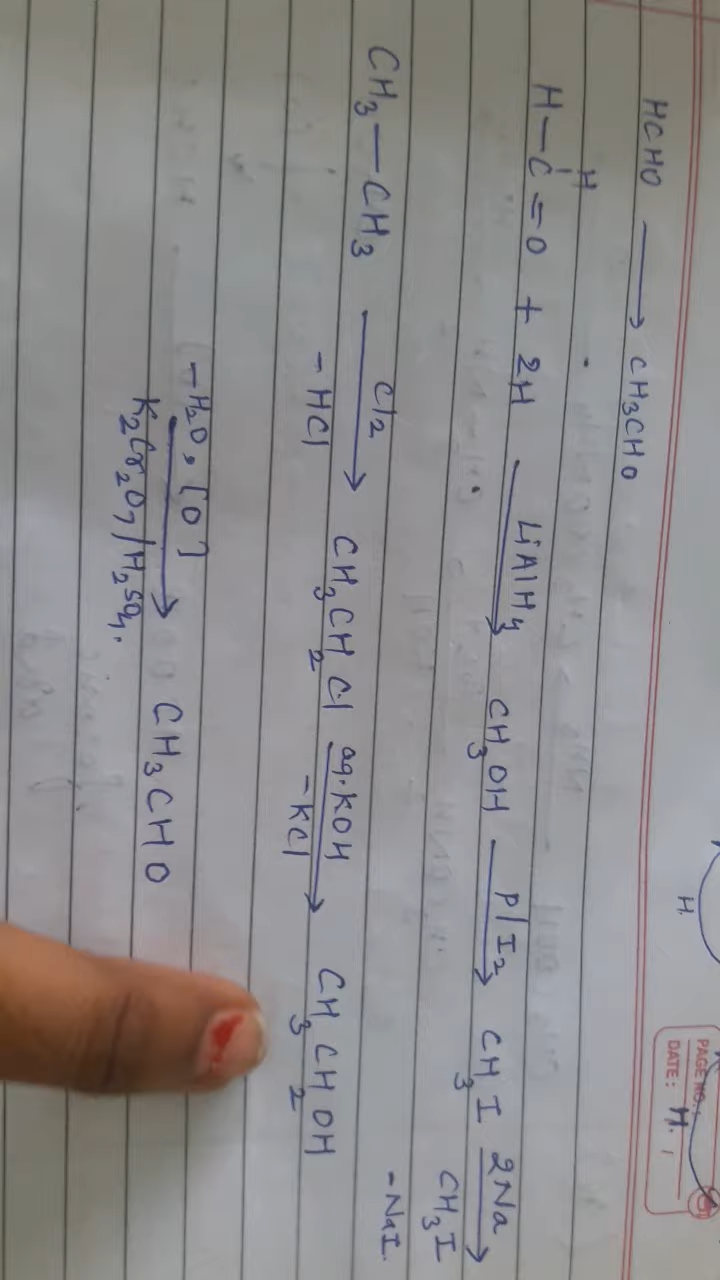 PAGE NO.:
DATE:
H.
H.
HCHO ⟶ CH₃CHO
H
H—C=O + 2H ⟶ LiAlH₄ CH₃OH ⟶ P/I₂ CH₃I ⟶ 2Na CH₃I
-NaI.
CH₃—CH₃ ⟶ Cl₂ -HCl CH₃CH₂Cl ⟶ aq.KOH -KCl CH₃CH₂OH
-H₂O, [O] ⟶ K₂Cr₂O₇/H₂SO₄. CH₃CHO